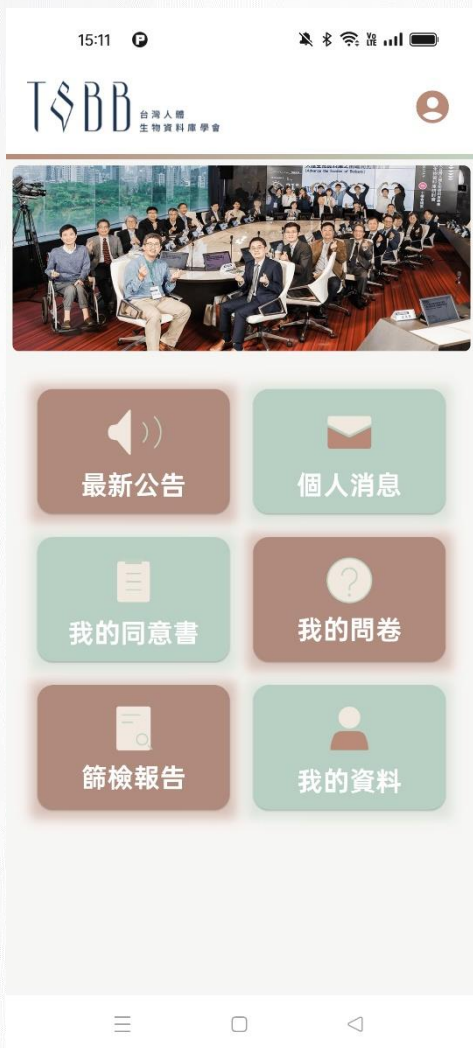 15:11
TSBB
台灣人體
生物資料庫學會
最新公告
個人消息
我的同意書
我的問卷
篩檢報告
我的資料